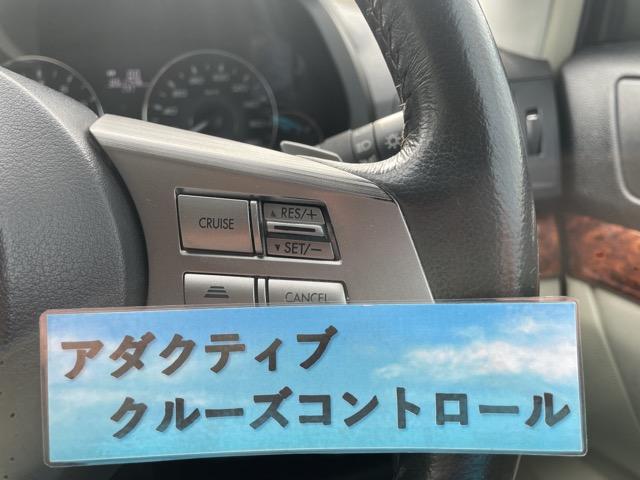 CRUISE
▲ RES/+
▼ SET/−
CANCEL
アダクティブ
クルーズコントロール